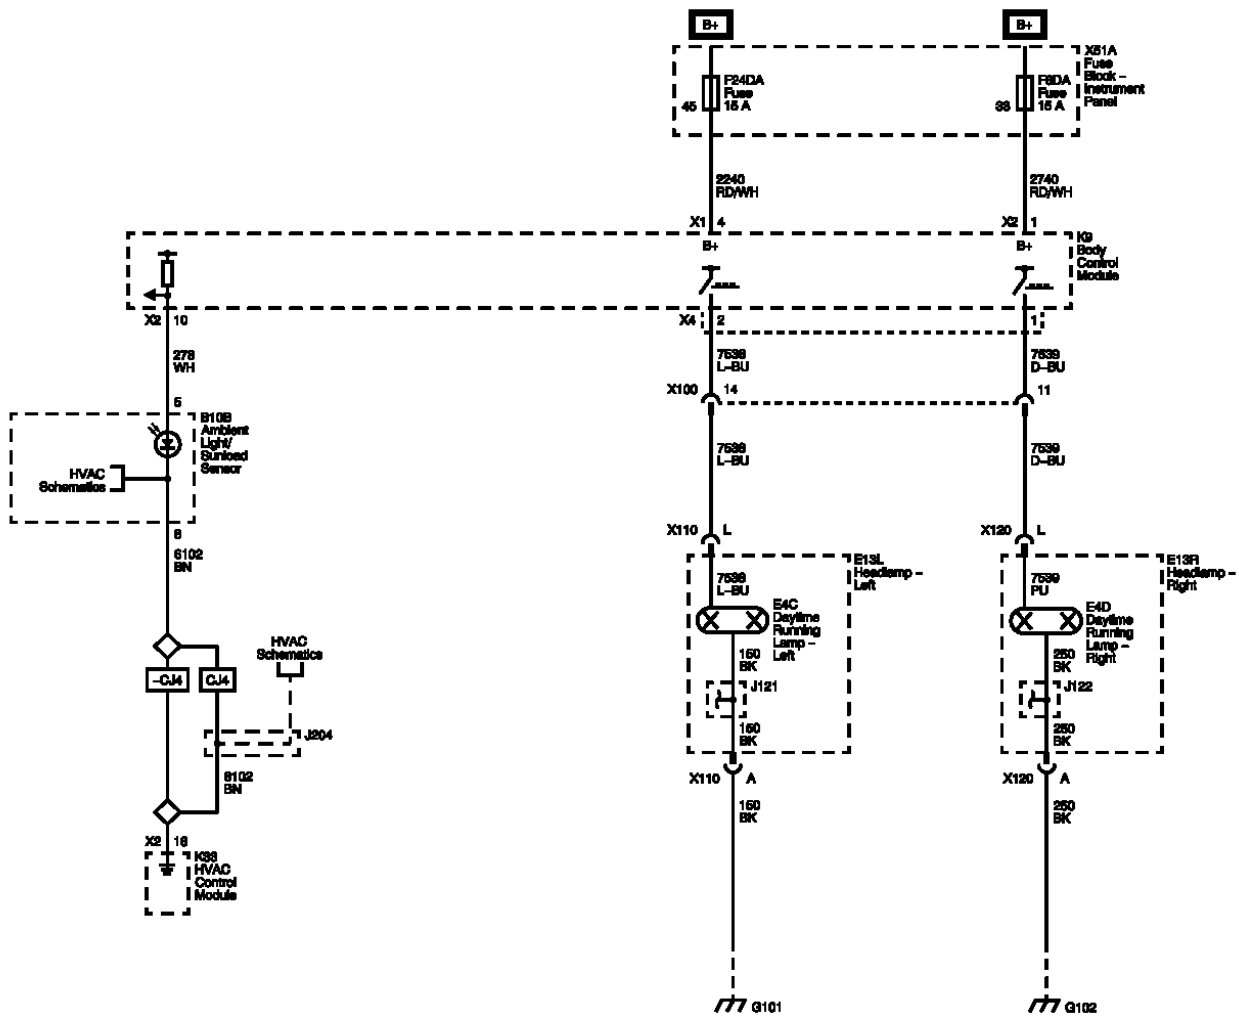 B+
B+
X51A
Fuse
Block –
Instrument
Panel
F24DA
Fuse
15 A
45
F6DA
Fuse
15 A
33
2240
RD/WH
2740
RD/WH
X1 4
X2 1
B+
B+
K9
Body
Control
Module
X2 10
X4 2
1
278
WH
7538
L–BU
7539
D–BU
X100 14
11
5
B10B
Ambient
Light/
Sunload
Sensor
HVAC
Schematics
7538
L–BU
7539
D–BU
6
6102
BN
X110 L
X120 L
E13L
Headlamp –
Left
E13R
Headlamp –
Right
7538
L–BU
7539
PU
E4C
Daytime
Running
Lamp –
Left
E4D
Daytime
Running
Lamp –
Right
HVAC
Schematics
–CJ4
CJ4
150
BK
250
BK
J121
J122
J204
150
BK
250
BK
6102
BN
X110 A
X120 A
150
BK
250
BK
X2 16
K33
HVAC
Control
Module
G101
G102